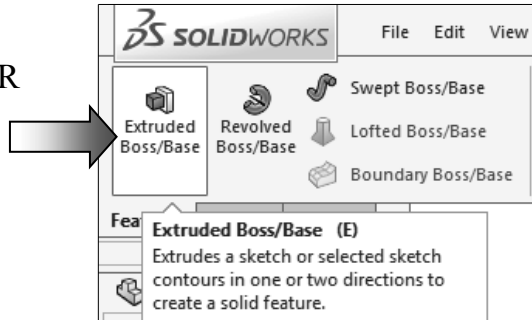 R
SOLIDWORKS File Edit View
Extruded Boss/Base
Revolved Boss/Base
Swept Boss/Base
Lofted Boss/Base
Boundary Boss/Base
Fea
Extruded Boss/Base (E)
Extrudes a sketch or selected sketch
contours in one or two directions to
create a solid feature.